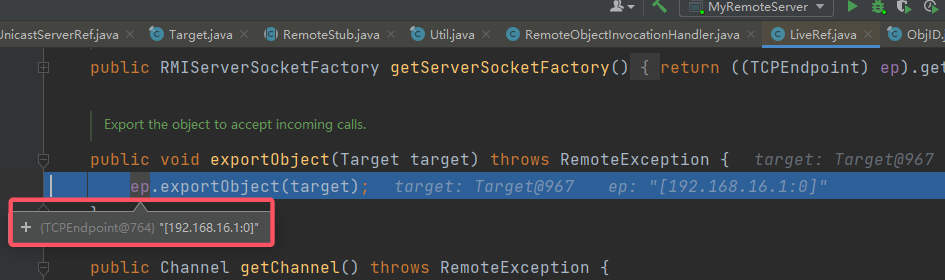 MyRemoteServer
UnicastServerRef.java Target.java RemoteStub.java Util.java RemoteObjectInvocationHandler.java LiveRef.java ObjID.
public RMIServerSocketFactory getServerSocketFactory() { return ((TCPEndpoint) ep).get
Export the object to accept incoming calls.
public void exportObject(Target target) throws RemoteException { target: Target@967
ep.exportObject(target); target: Target@967 ep: "[192.168.16.1:0]"
}
+ {TCPEndpoint@764} "[192.168.16.1:0]"
public Channel getChannel() throws RemoteException {